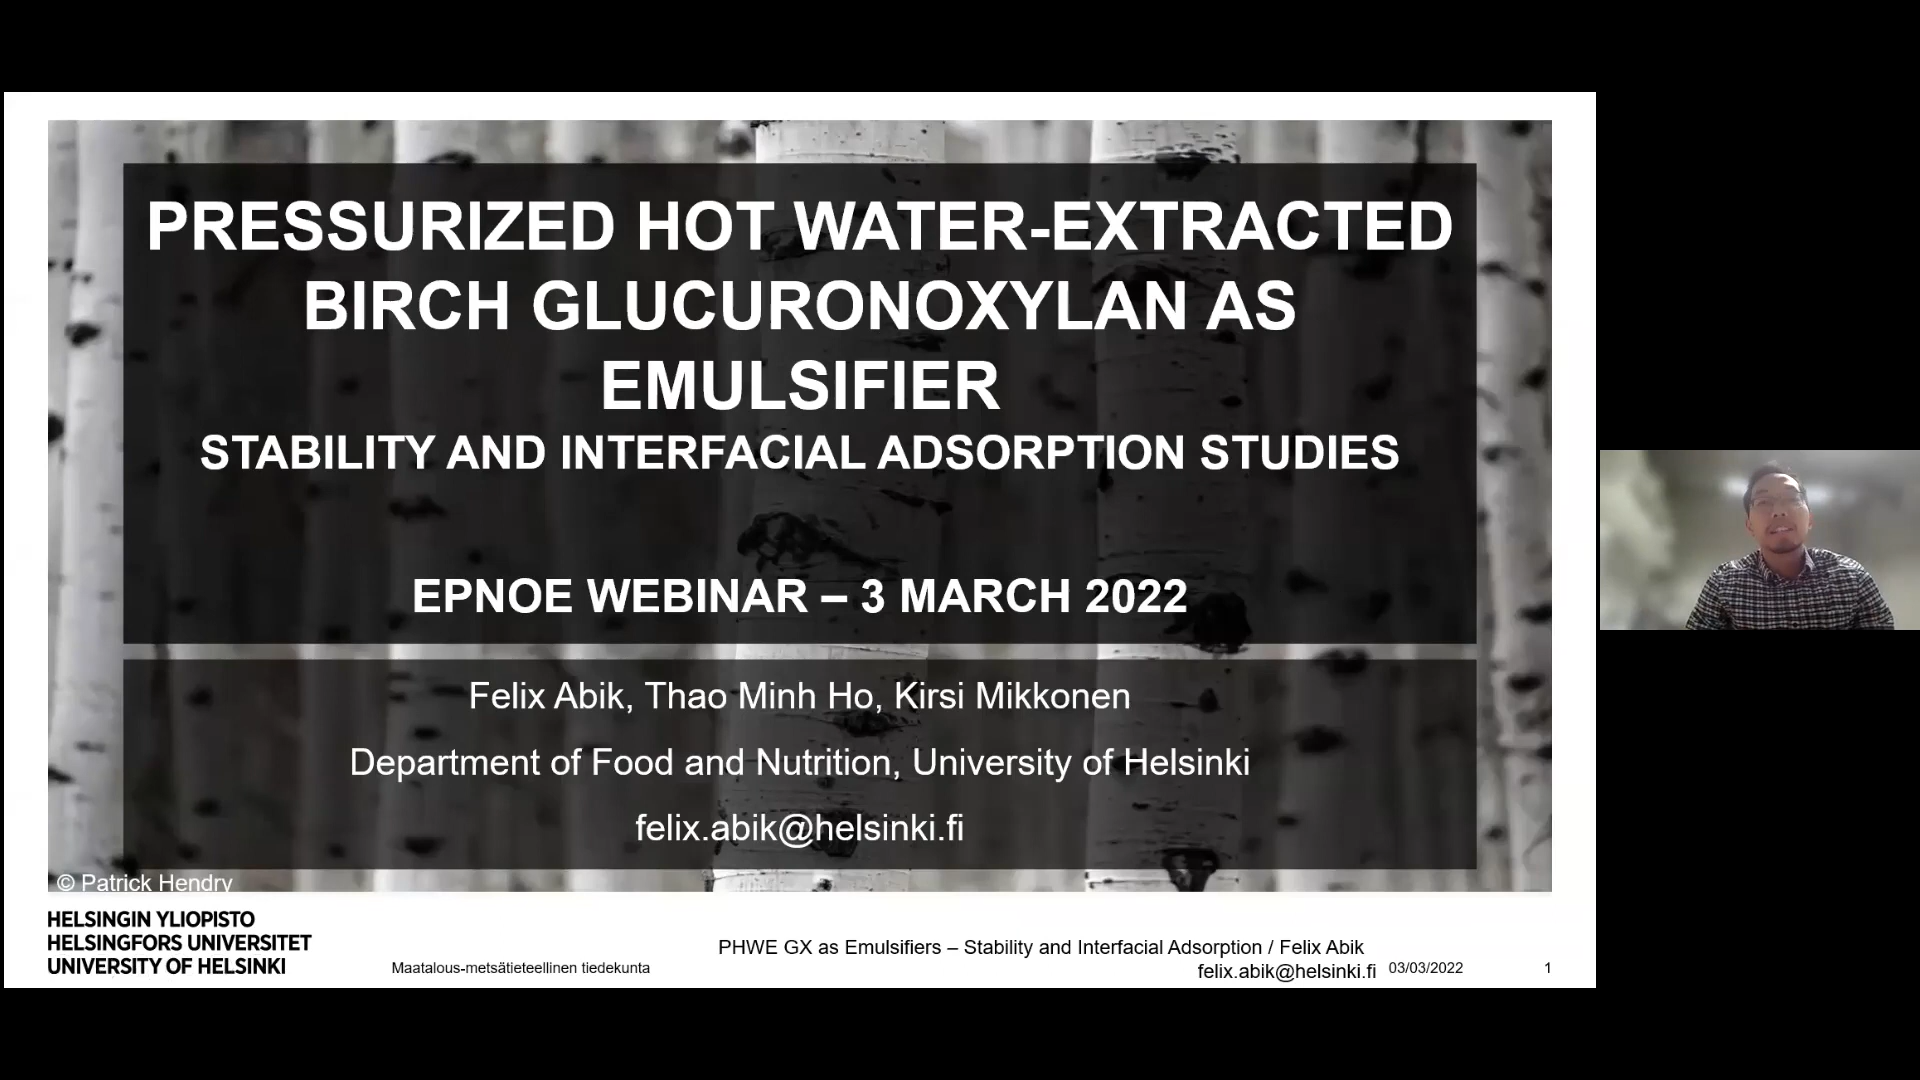 PRESSURIZED HOT WATER-EXTRACTED
BIRCH GLUCURONOXYLAN AS
EMULSIFIER
STABILITY AND INTERFACIAL ADSORPTION STUDIES
EPNOE WEBINAR – 3 MARCH 2022
Felix Abik, Thao Minh Ho, Kirsi Mikkonen
Department of Food and Nutrition, University of Helsinki
felix.abik@helsinki.fi
© Patrick Hendry
HELSINGIN YLIOPISTO
HELSINGFORS UNIVERSITET
UNIVERSITY OF HELSINKI
Maatalous-metsätieteellinen tiedekunta
PHWE GX as Emulsifiers – Stability and Interfacial Adsorption / Felix Abik
felix.abik@helsinki.fi
03/03/2022
1